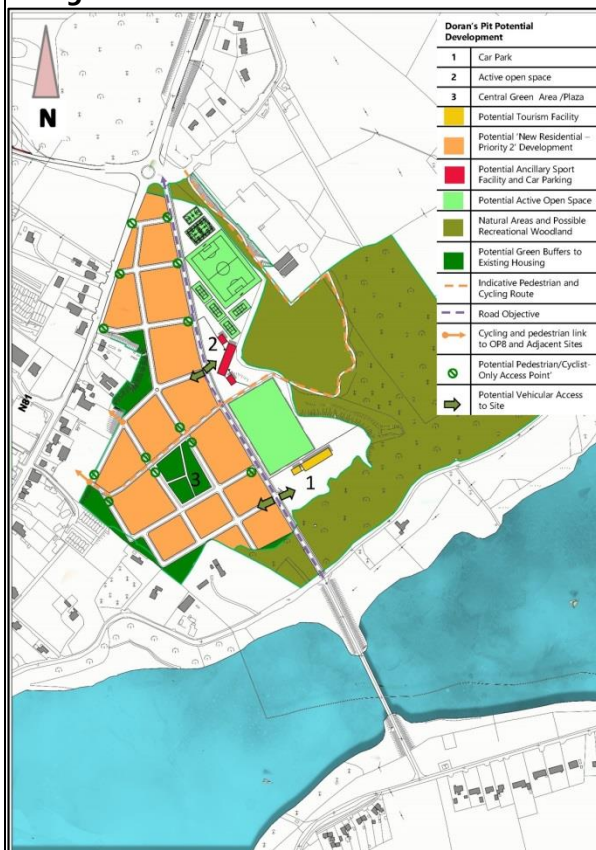 N
Doran's Pit Potential
Development
1 Car Park
2 Active open space
3 Central Green Area /Plaza
Potential Tourism Facility
Potential 'New Residential –
Priority 2' Development
Potential Ancillary Sport
Facility and Car Parking
Potential Active Open Space
Natural Areas and Possible
Recreational Woodland
Potential Green Buffers to
Existing Housing
Indicative Pedestrian and
Cycling Route
Road Objective
Cycling and pedestrian link
to OP8 and Adjacent Sites
Potential Pedestrian/Cyclist-
Only Access Point'
Potential Vehicular Access
to Site
2
N81
3
1